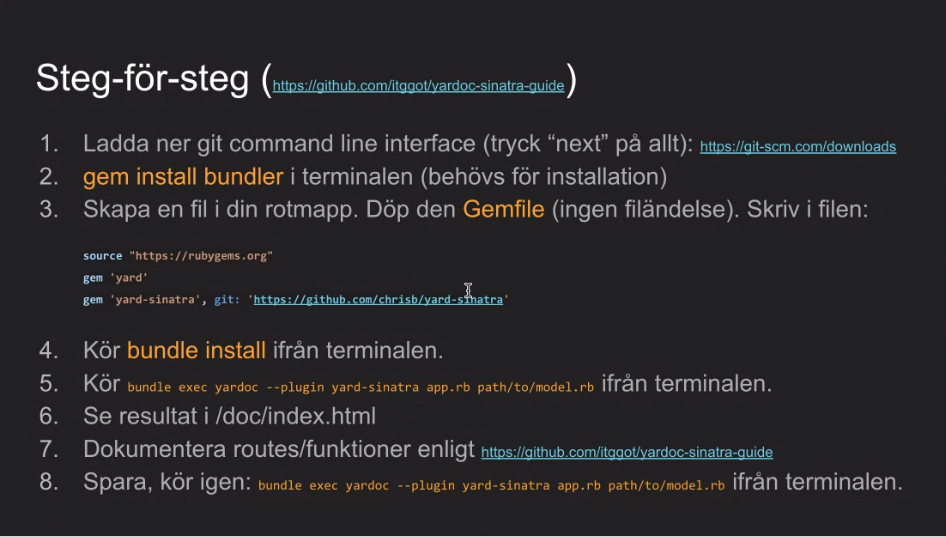 Steg-för-steg (https://github.com/itggot/yardoc-sinatra-guide)
1. Ladda ner git command line interface (tryck “next” på allt): https://git-scm.com/downloads
2. gem install bundler i terminalen (behövs för installation)
3. Skapa en fil i din rotmapp. Döp den Gemfile (ingen filändelse). Skriv i filen:
source "https://rubygems.org"
gem 'yard'
gem 'yard-sinatra', git: 'https://github.com/chrisb/yard-sinatra'
4. Kör bundle install ifrån terminalen.
5. Kör bundle exec yardoc --plugin yard-sinatra app.rb path/to/model.rb ifrån terminalen.
6. Se resultat i /doc/index.html
7. Dokumentera routes/funktioner enligt https://github.com/itggot/yardoc-sinatra-guide
8. Spara, kör igen: bundle exec yardoc --plugin yard-sinatra app.rb path/to/model.rb ifrån terminalen.